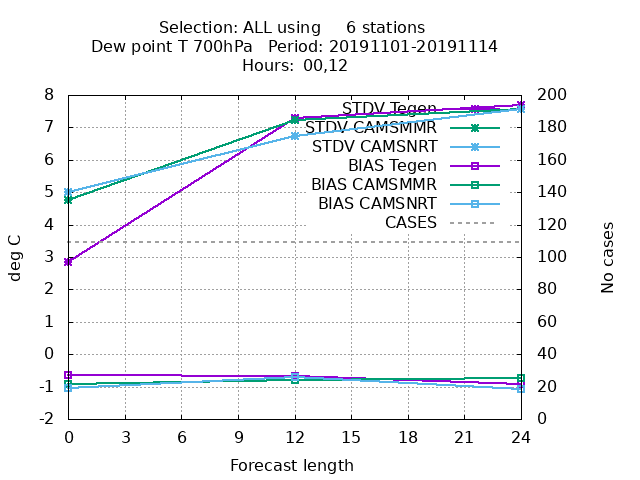 Selection: ALL using     6 stations
Dew point T 700hPa   Period: 20191101-20191114
Hours: 00,12
8 200
7 180
6 160
5 140
4 120
3 100
2 80
1 60
0 40
-1 20
-2 0
STDV Tegen
STDV CAMSMMR
STDV CAMSNRT
BIAS Tegen
BIAS CAMSMMR
BIAS CAMSNRT
CASES
deg C
No cases
0 3 6 9 12 15 18 21 24
Forecast length